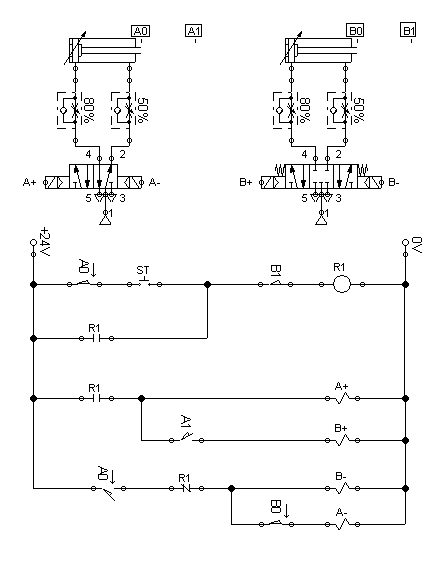 A0 A1 B0 B1
80% 50% 80% 50%
4 2 4 2
A+ A- B+ B-
5 3 5 3
1 1
+24V 0V
A0 ST B1 R1
R1
R1 A+
A1 B+
A0 R1 B-
B0 A-